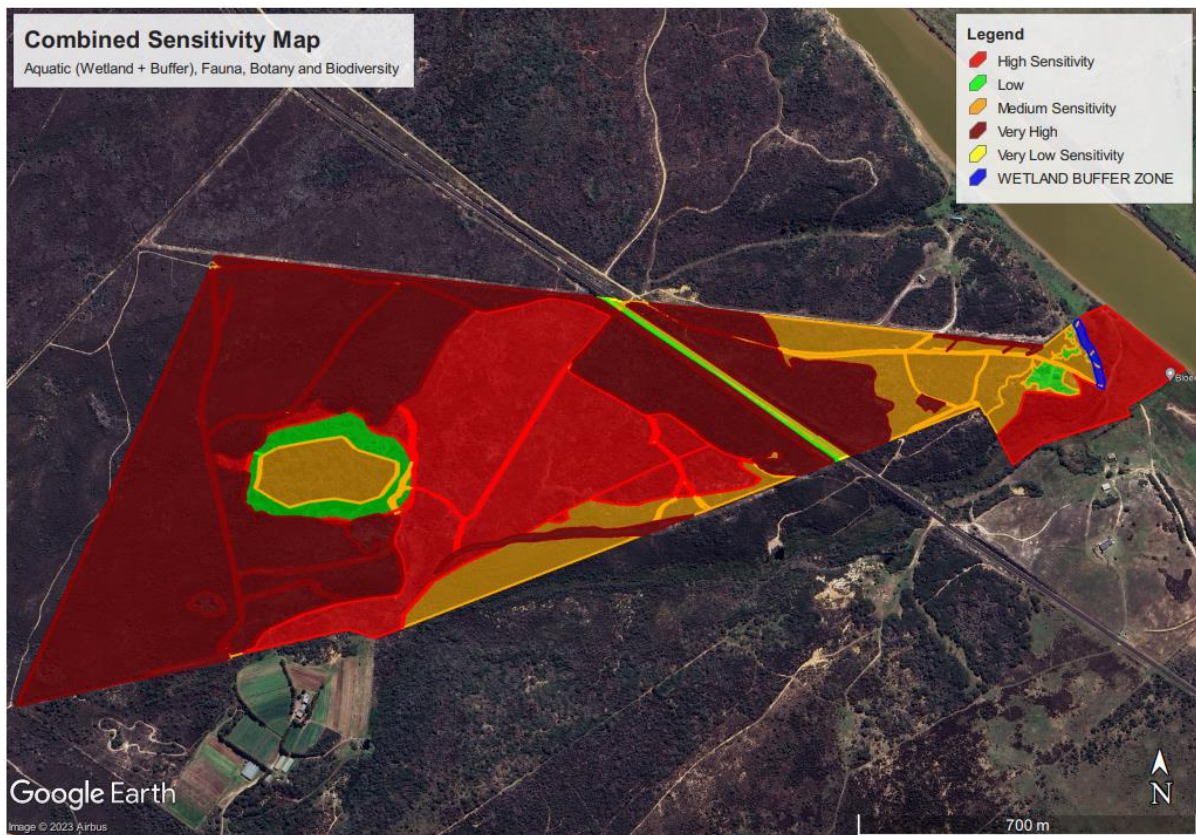 Combined Sensitivity Map
Aquatic (Wetland + Buffer), Fauna, Botany and Biodiversity
Legend
High Sensitivity
Low
Medium Sensitivity
Very High
Very Low Sensitivity
WETLAND BUFFER ZONE
Google Earth
Image © 2023 Airbus
N
700 m